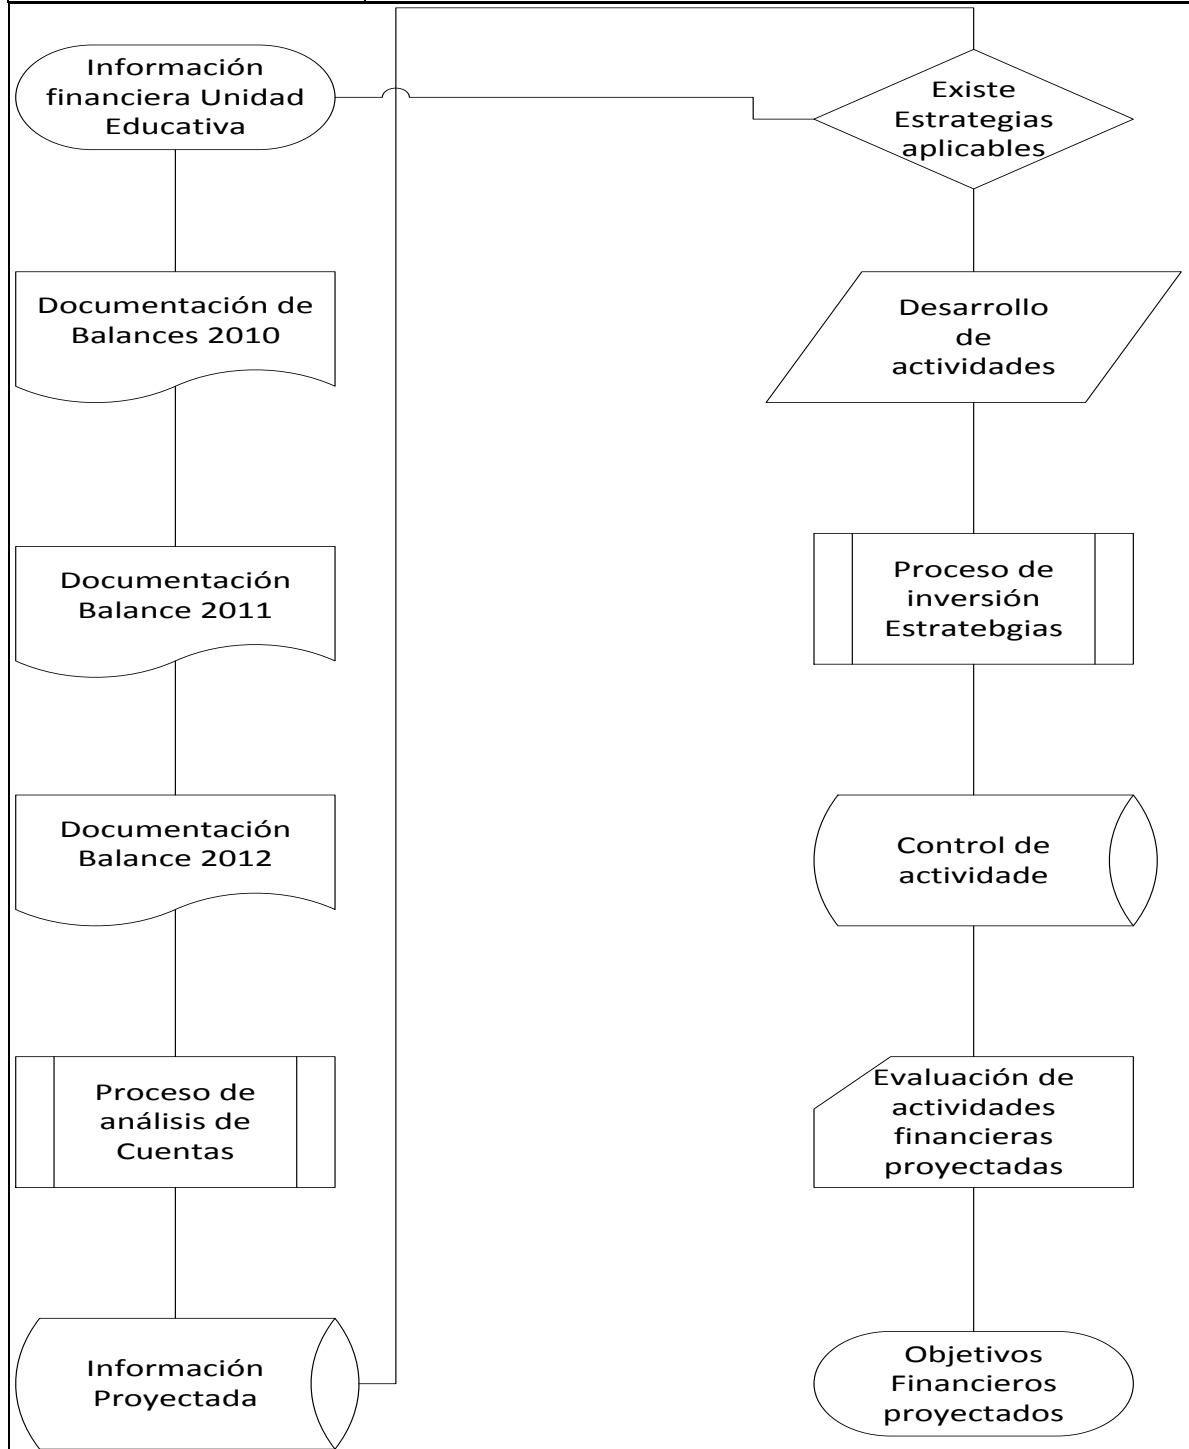 Información
financiera Unidad
Educativa
Documentación de
Balances 2010
Documentación
Balance 2011
Documentación
Balance 2012
Proceso de
análisis de
Cuentas
Información
Proyectada
Existe
Estrategias
aplicables
Desarrollo
de
actividades
Proceso de
inversión
Estratebgias
Control de
actividade
Evaluación de
actividades
financieras
proyectadas
Objetivos
Financieros
proyectados